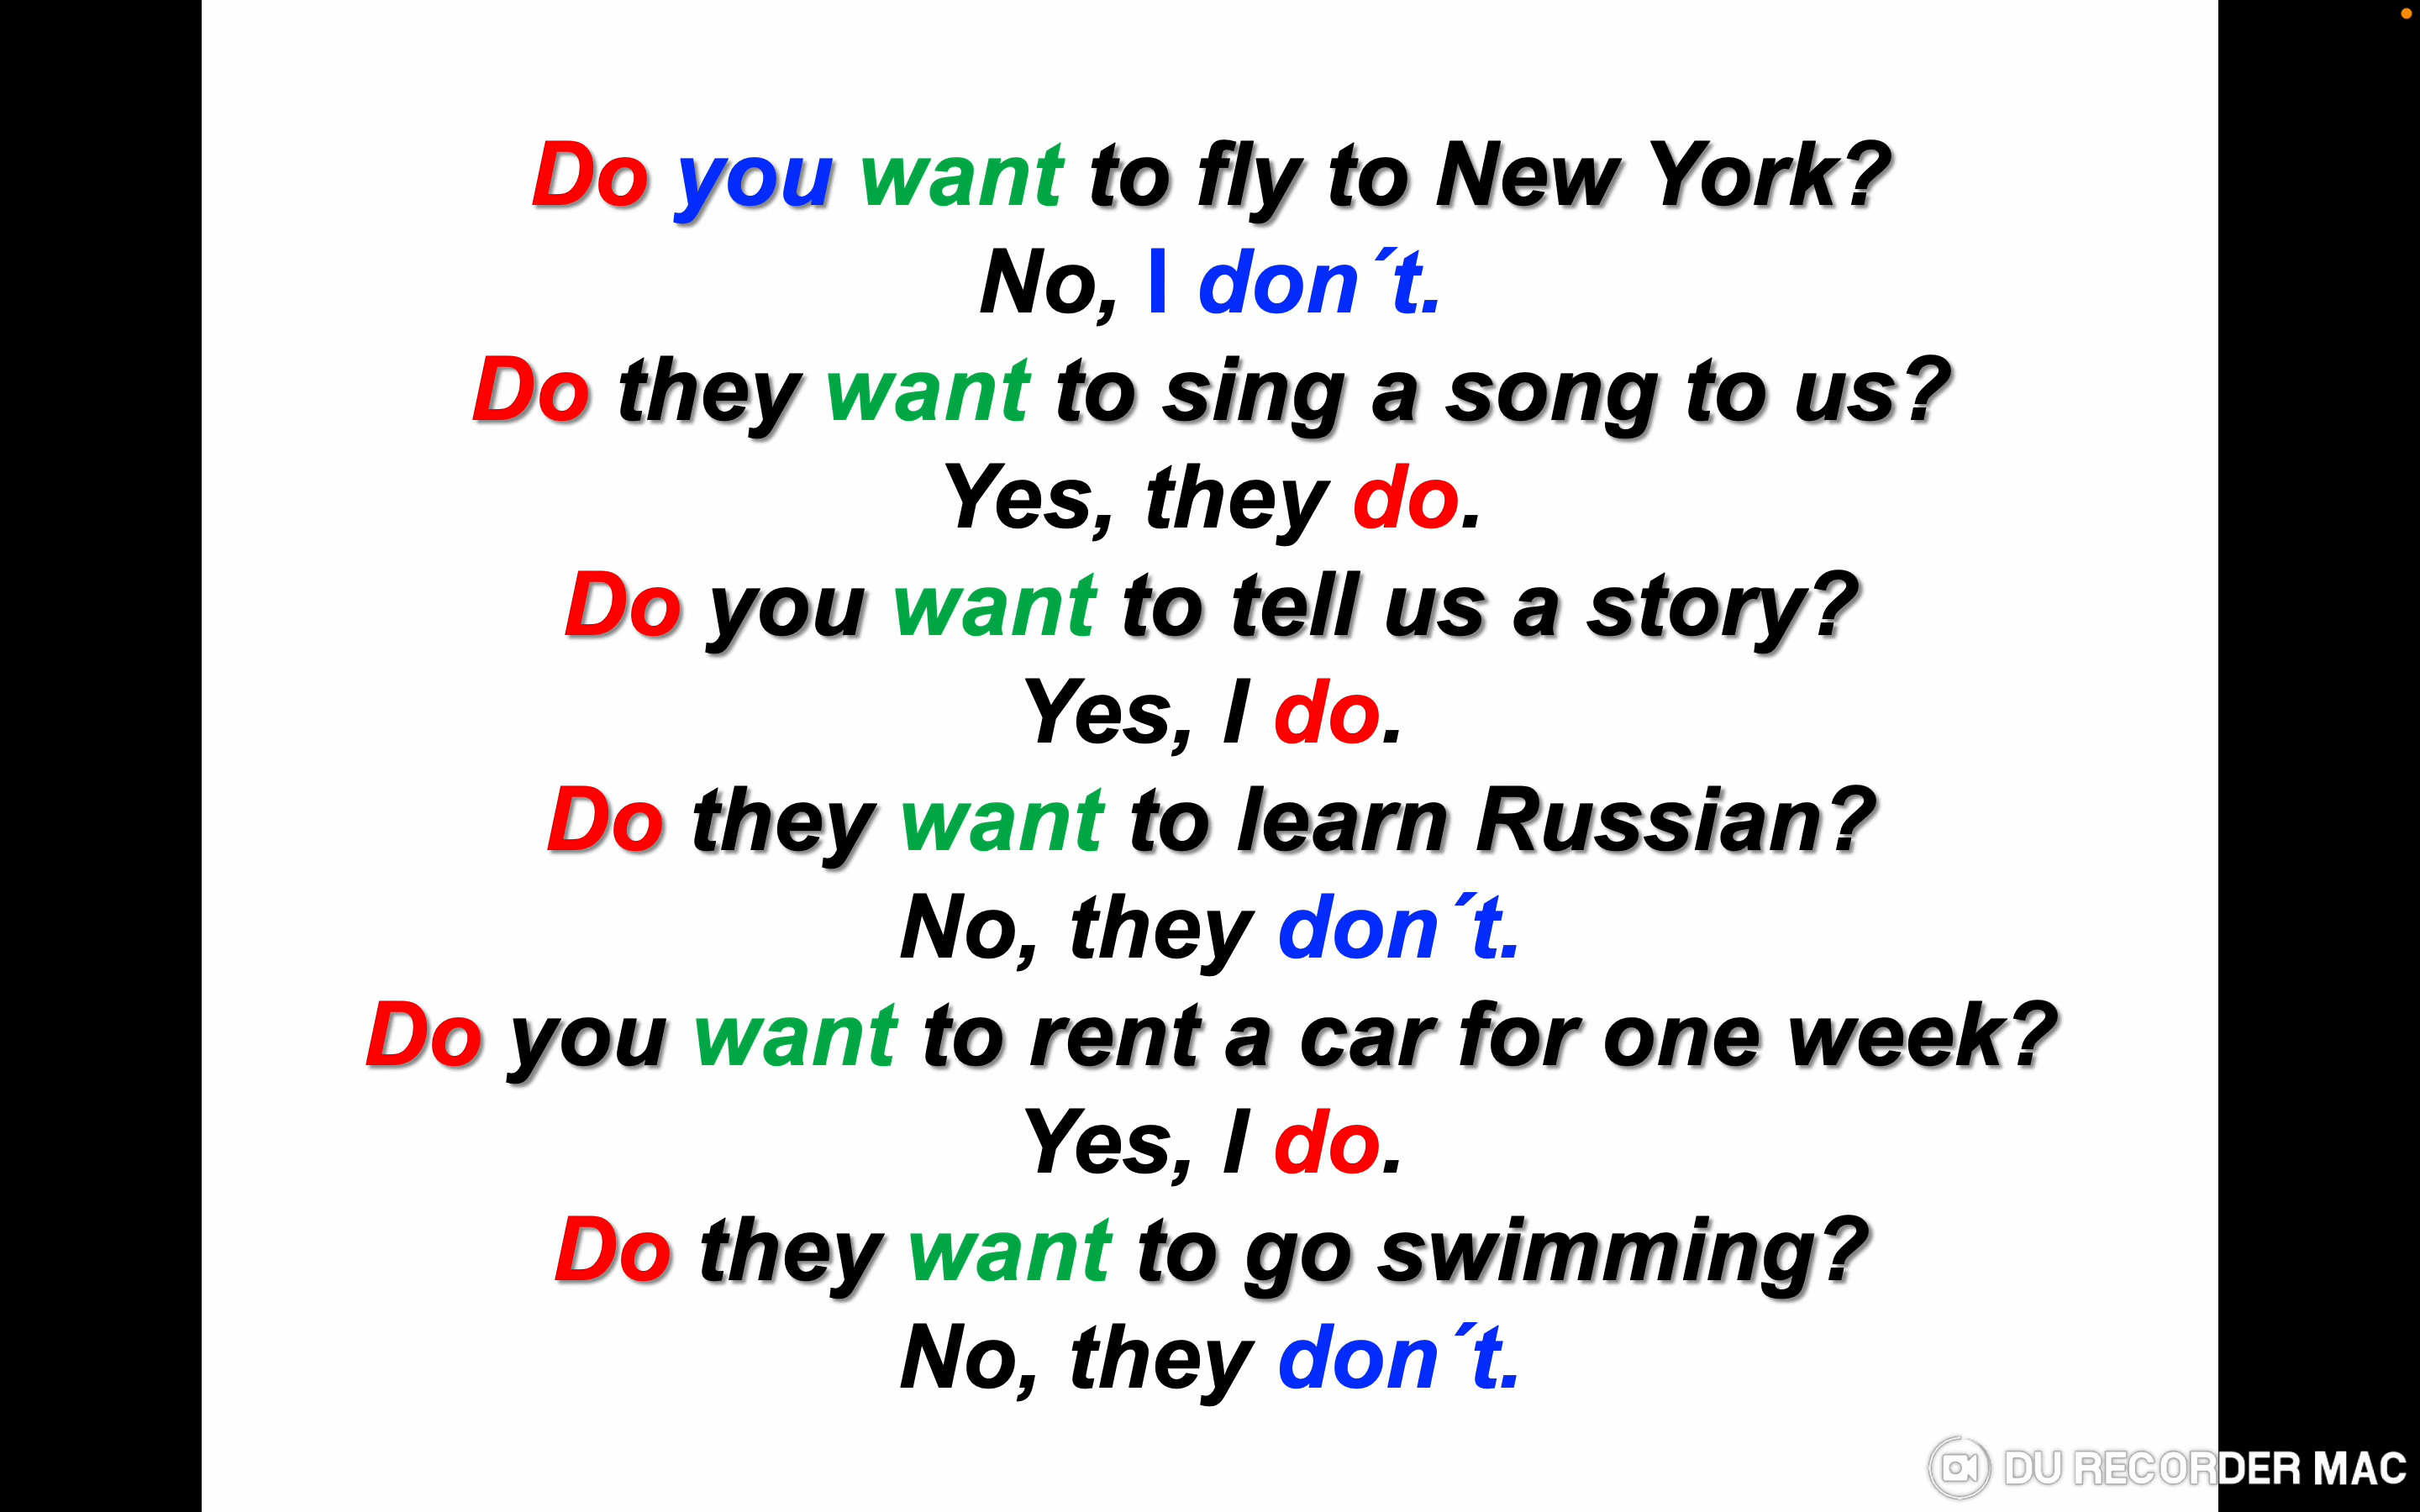 Do you want to fly to New York?
No, I don´t.
Do they want to sing a song to us?
Yes, they do.
Do you want to tell us a story?
Yes, I do.
Do they want to learn Russian?
No, they don´t.
Do you want to rent a car for one week?
Yes, I do.
Do they want to go swimming?
No, they don´t.
DU RECORDER MAC